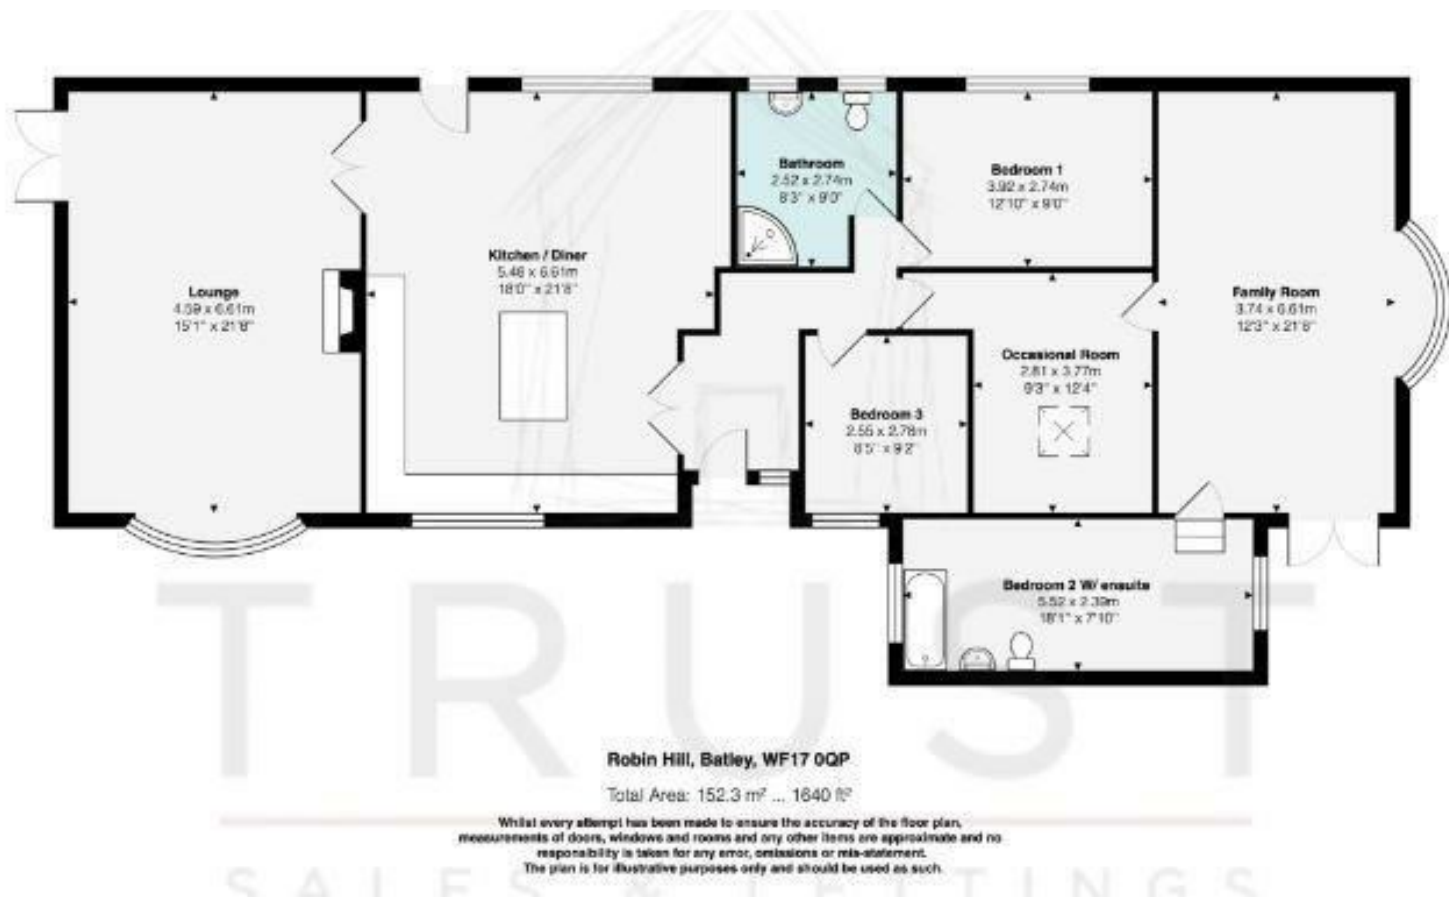 Bathroom
2.52 x 2.74m
8'3" x 9'0"
Bedroom 1
3.92 x 2.74m
12'10" x 9'0"
Kitchen / Diner
5.48 x 6.61m
18'0" x 21'8"
Lounge
4.59 x 6.61m
15'1" x 21'8"
Family Room
3.74 x 6.61m
12'3" x 21'8"
Occasional Room
2.81 x 3.77m
9'3" x 12'4"
Bedroom 3
2.55 x 2.78m
8'5" x 9'2"
Bedroom 2 W/ ensuite
5.52 x 2.39m
18'1" x 7'10"
TRUST
Robin Hill, Batley, WF17 0QP
Total Area: 152.3 m² ... 1640 ft²
Whilst every attempt has been made to ensure the accuracy of the floor plan,
measurements of doors, windows and rooms and any other items are approximate and no
responsibility is taken for any error, omissions or mis-statement.
The plan is for illustrative purposes only and should be used as such.
SALES & LETTINGS